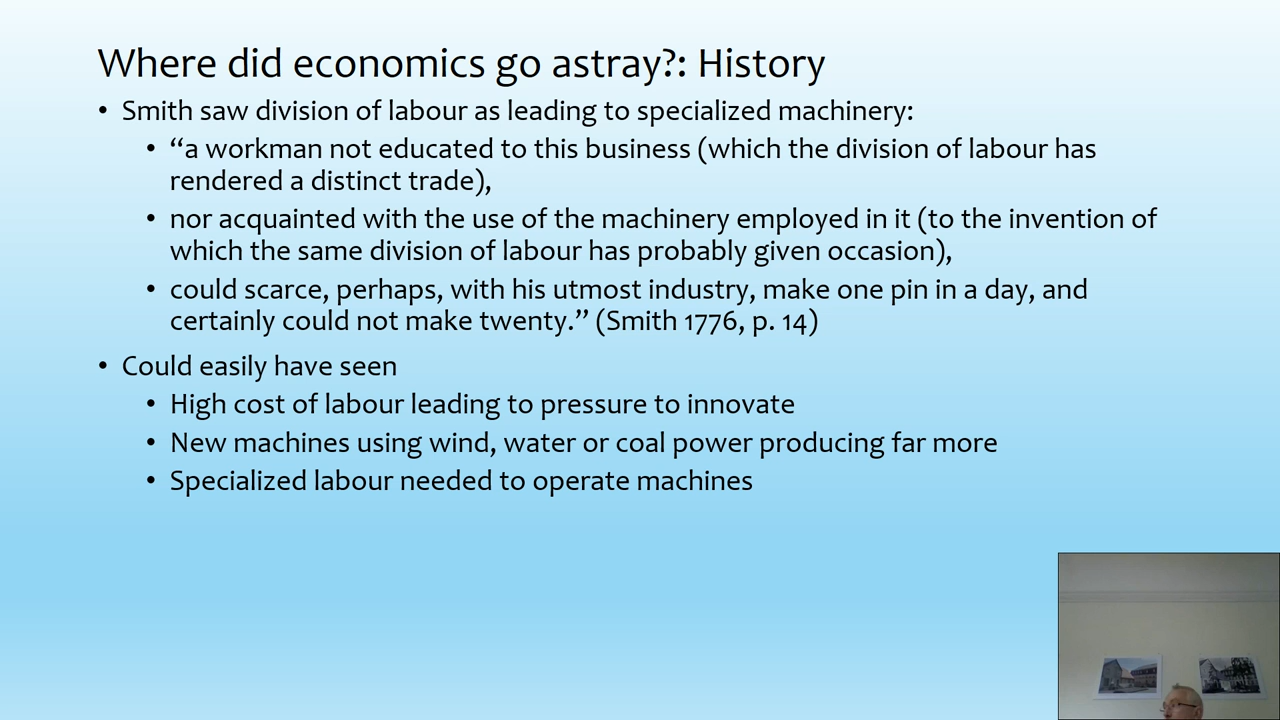 Where did economics go astray?: History
• Smith saw division of labour as leading to specialized machinery:
• “a workman not educated to this business (which the division of labour has
rendered a distinct trade),
• nor acquainted with the use of the machinery employed in it (to the invention of
which the same division of labour has probably given occasion),
• could scarce, perhaps, with his utmost industry, make one pin in a day, and
certainly could not make twenty.” (Smith 1776, p. 14)
• Could easily have seen
• High cost of labour leading to pressure to innovate
• New machines using wind, water or coal power producing far more
• Specialized labour needed to operate machines